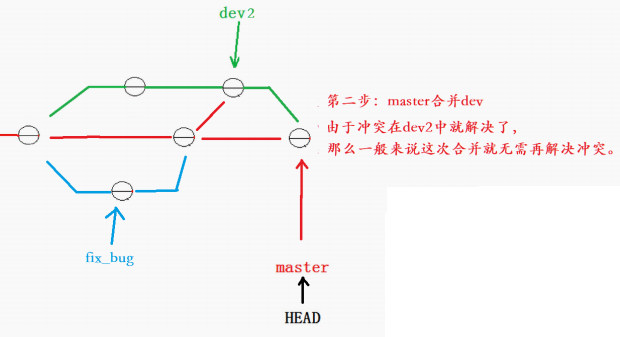 dev2
第二步：master合并dev
由于冲突在dev2中就解决了，
那么一般来说这次合并就无需再解决冲突。
fix_bug
master
HEAD